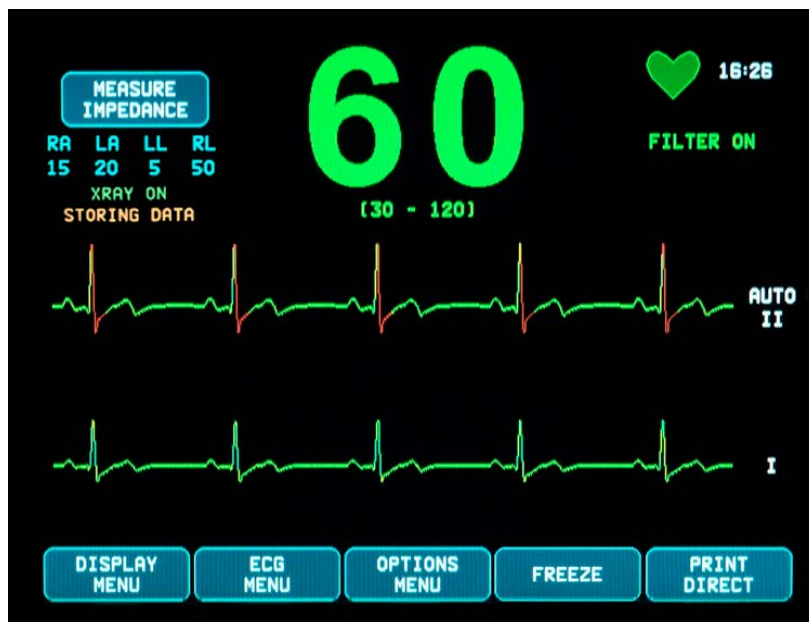 MEASURE
IMPEDANCE
RA LA LL RL
15 20 5 50
XRAY ON
STORING DATA
60
(30 - 120)
16:26
FILTER ON
AUTO
II
I
DISPLAY
MENU
ECG
MENU
OPTIONS
MENU
FREEZE
PRINT
DIRECT